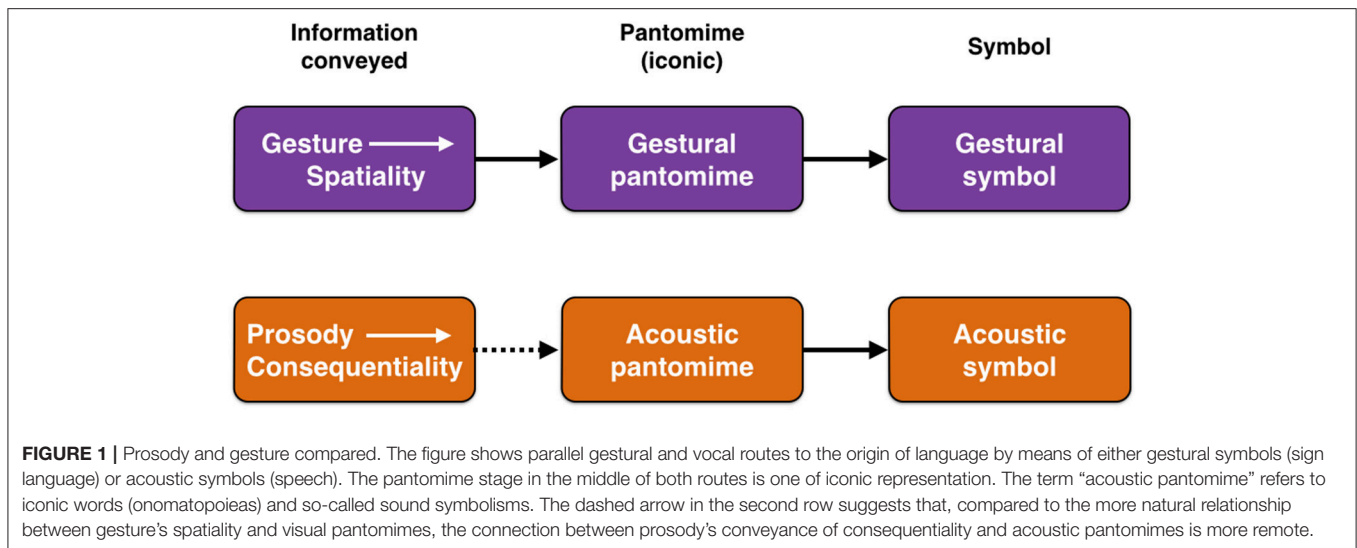 Information
conveyed
Pantomime
(iconic)
Symbol
Gesture
Spatiality
Gestural
pantomime
Gestural
symbol
Prosody
Consequentiality
Acoustic
pantomime
Acoustic
symbol
FIGURE 1 | Prosody and gesture compared. The figure shows parallel gestural and vocal routes to the origin of language by means of either gestural symbols (sign
language) or acoustic symbols (speech). The pantomime stage in the middle of both routes is one of iconic representation. The term “acoustic pantomime” refers to
iconic words (onomatopoieas) and so-called sound symbolisms. The dashed arrow in the second row suggests that, compared to the more natural relationship
between gesture’s spatiality and visual pantomimes, the connection between prosody’s conveyance of consequentiality and acoustic pantomimes is more remote.